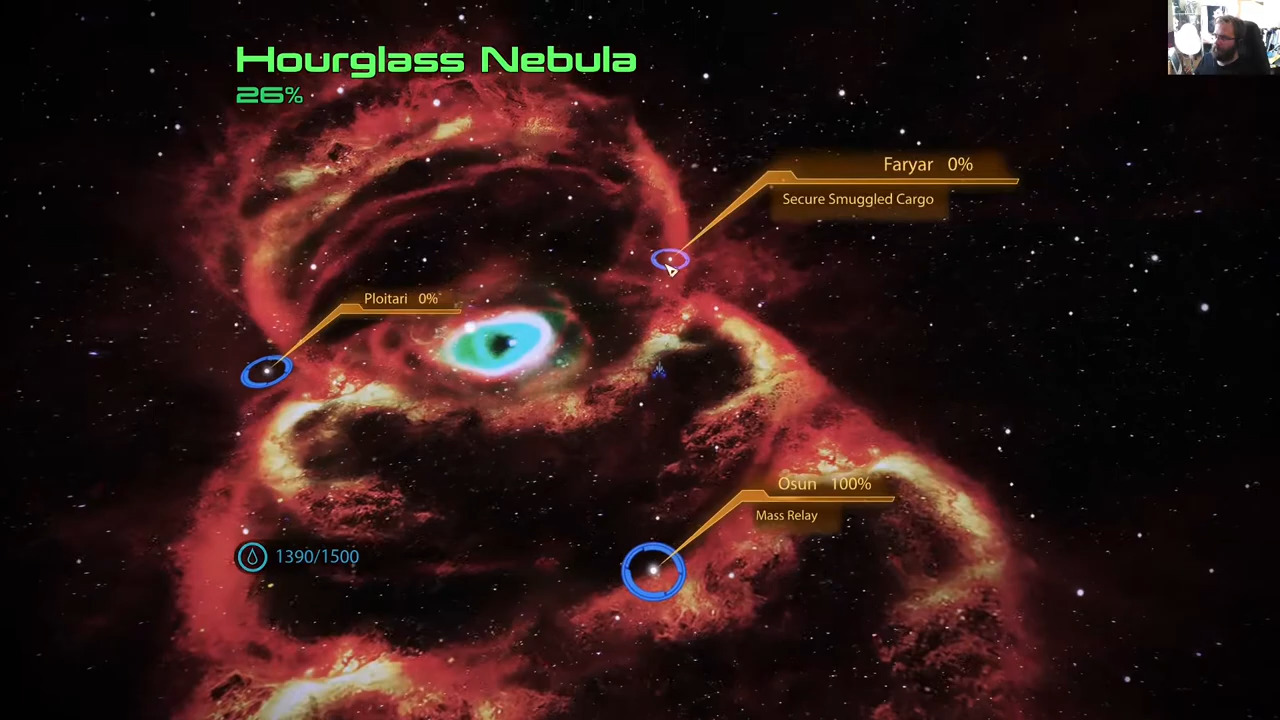 Hourglass Nebula
26%
Faryar 0%
Secure Smuggled Cargo
Ploitari 0%
Osun 100%
Mass Relay
1390/1500